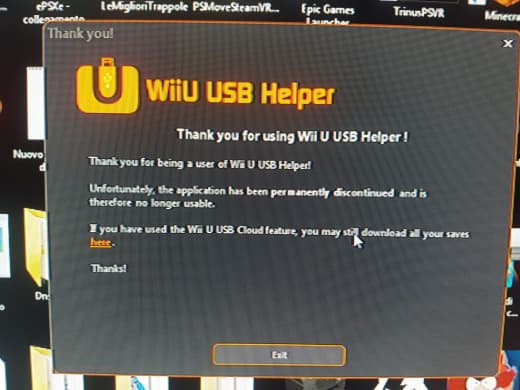 ePSXe - LeMiglioriTrappole PSMoveSteamVR... Epic Games TrinusPSVR
collegamento Launcher
Thank you!
WiiU USB Helper
Thank you for using Wii U USB Helper !
Nuovo
Thank you for being a user of Wii U USB Helper!
Unfortunately, the application has been permanently discontinued and is
therefore no longer usable.
If you have used the Wii U USB Cloud feature, you may still download all your saves
here.
Thanks!
Exit